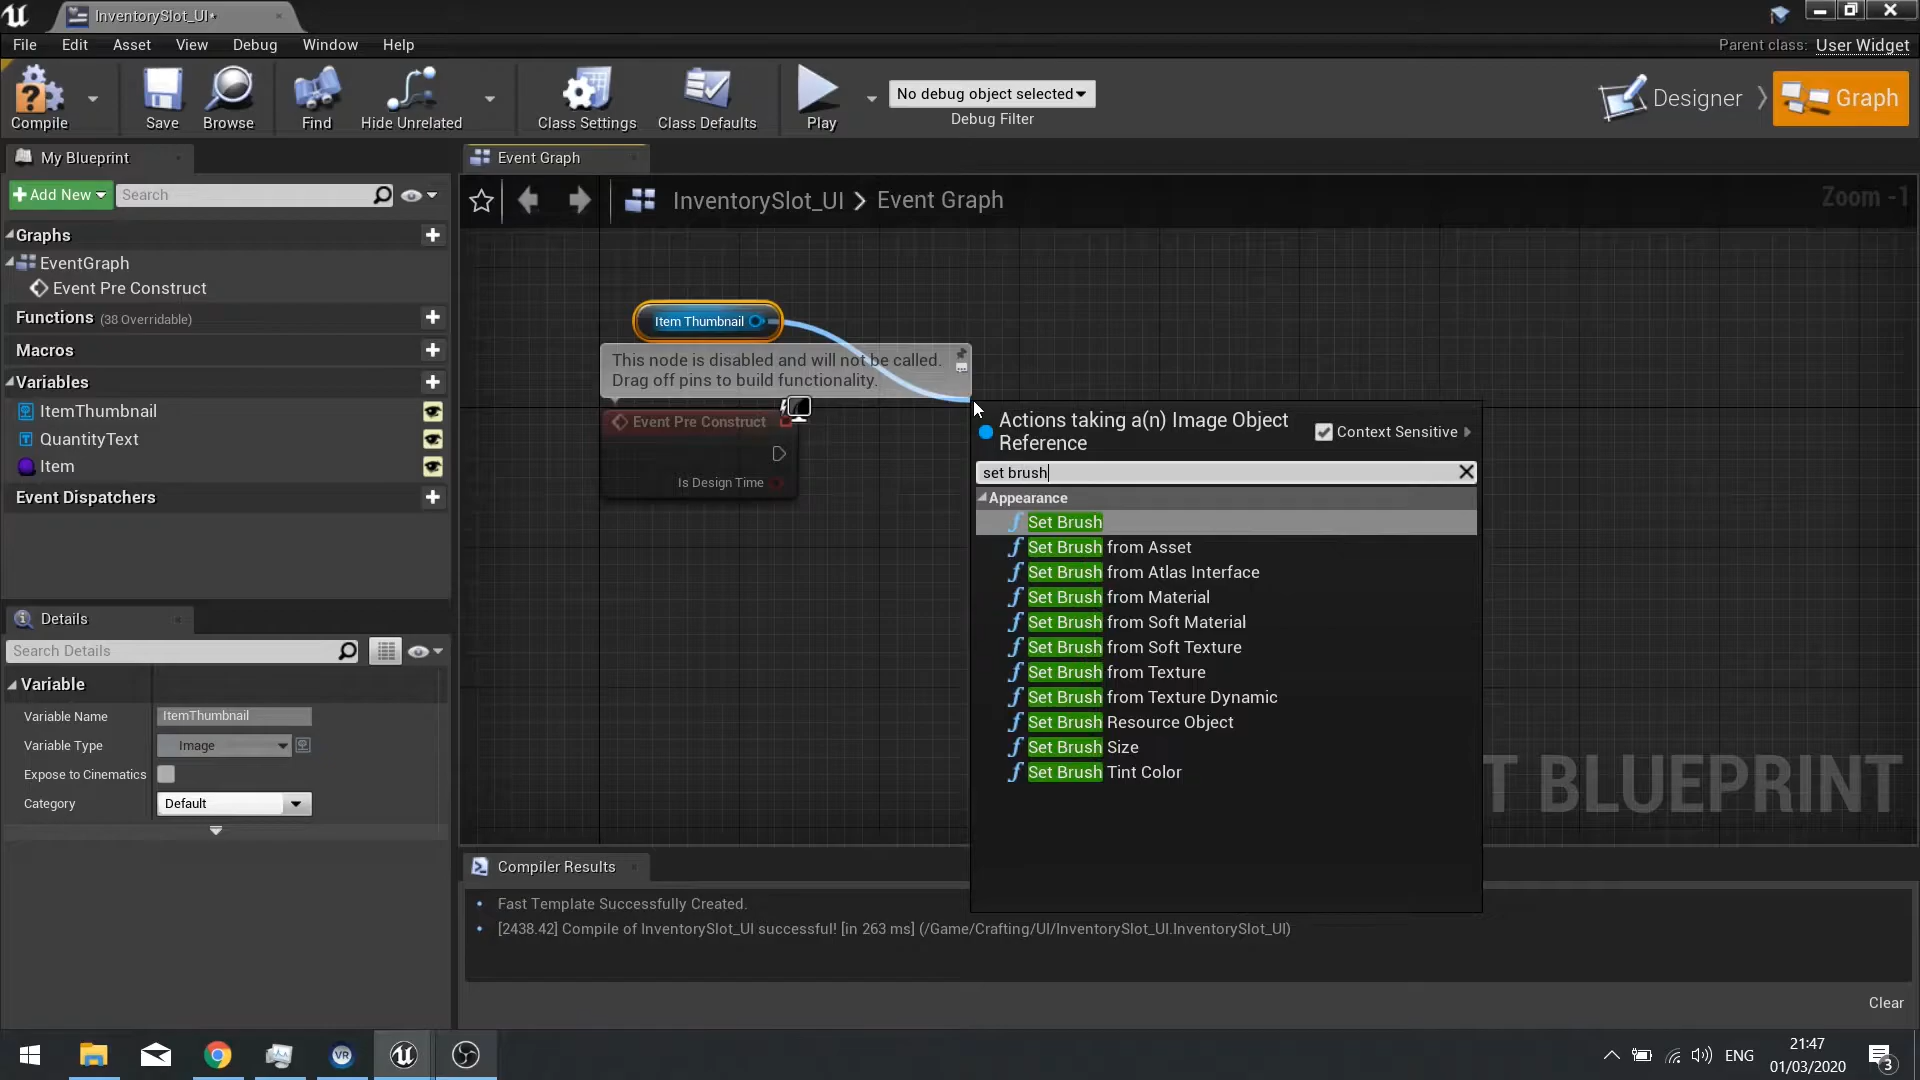 InventorySlot_UI*
File Edit Asset View Debug Window Help
Parent class: User Widget
Compile
Save
Browse
Find
Hide Unrelated
Class Settings
Class Defaults
Play
No debug object selected
Debug Filter
Designer
Graph
My Blueprint
Add New
Search
Graphs
EventGraph
Event Pre Construct
Functions (38 Overridable)
Macros
Variables
ItemThumbnail
QuantityText
Item
Event Dispatchers
Details
Search Details
Variable
Variable Name ItemThumbnail
Variable Type Image
Expose to Cinematics
Category Default
Event Graph
InventorySlot_UI > Event Graph
Zoom -1
Item Thumbnail
This node is disabled and will not be called.
Drag off pins to build functionality.
Event Pre Construct
Is Design Time
Actions taking a(n) Image Object
Reference
Context Sensitive
set brush
Appearance
Set Brush
Set Brush from Asset
Set Brush from Atlas Interface
Set Brush from Material
Set Brush from Soft Material
Set Brush from Soft Texture
Set Brush from Texture
Set Brush from Texture Dynamic
Set Brush Resource Object
Set Brush Size
Set Brush Tint Color
T BLUEPRINT
Compiler Results
Fast Template Successfully Created.
[2438.42] Compile of InventorySlot_UI successful! [in 263 ms] (/Game/Crafting/UI/InventorySlot_UI.InventorySlot_UI)
Clear
VR
ENG
21:47
01/03/2020
3